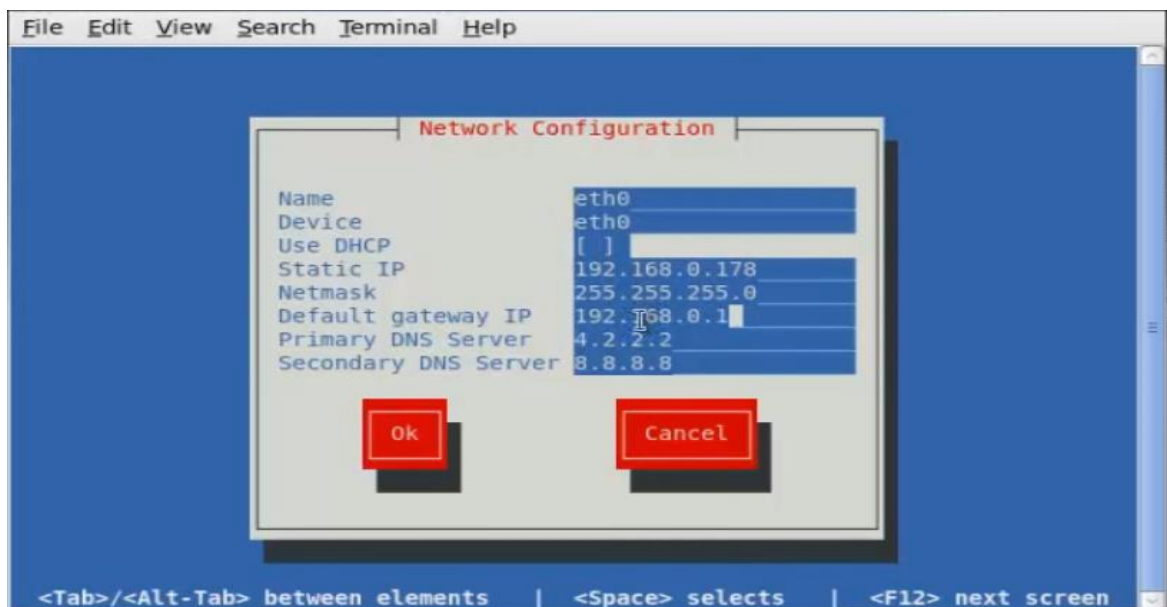 File Edit View Search Terminal Help
Network Configuration
Name eth0
Device eth0
Use DHCP [ ]
Static IP 192.168.0.178
Netmask 255.255.255.0
Default gateway IP 192.168.0.1
Primary DNS Server 4.2.2.2
Secondary DNS Server 8.8.8.8
Ok Cancel
<Tab>/<Alt-Tab> between elements | <Space> selects | <F12> next screen